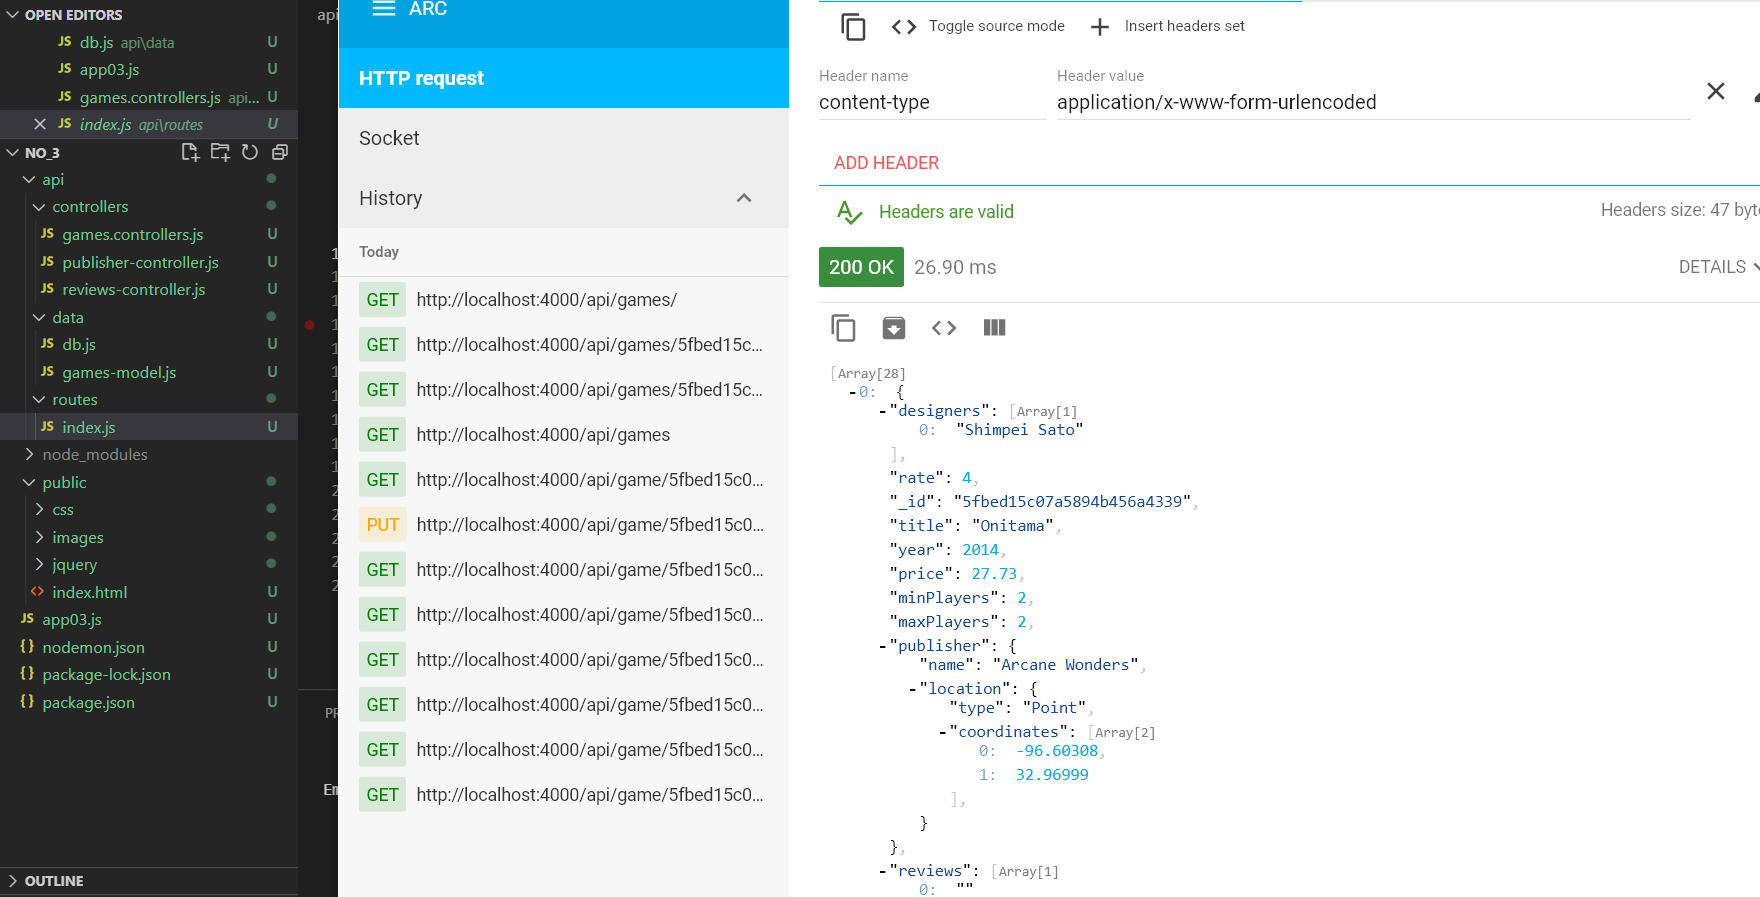 OPEN EDITORS
JS db.js api\data U
JS app03.js U
JS games.controllers.js api... U
JS index.js api\routes U
NO_3
api
controllers
JS games.controllers.js U
JS publisher-controller.js U
JS reviews-controller.js U
data
JS db.js U
JS games-model.js U
routes
JS index.js U
node_modules
public
css
images
jquery
<> index.html U
JS app03.js U
{} nodemon.json U
{} package-lock.json U
{} package.json U
OUTLINE
api
ARC
HTTP request
Socket
History
Today
GET http://localhost:4000/api/games/
GET http://localhost:4000/api/games/5fbed15c...
GET http://localhost:4000/api/games/5fbed15c...
GET http://localhost:4000/api/games
GET http://localhost:4000/api/game/5fbed15c0...
PUT http://localhost:4000/api/game/5fbed15c0...
GET http://localhost:4000/api/game/5fbed15c0...
GET http://localhost:4000/api/game/5fbed15c0...
GET http://localhost:4000/api/game/5fbed15c0...
GET http://localhost:4000/api/game/5fbed15c0...
GET http://localhost:4000/api/game/5fbed15c0...
GET http://localhost:4000/api/game/5fbed15c0...
<> Toggle source mode + Insert headers set
Header name Header value
content-type application/x-www-form-urlencoded
ADD HEADER
Headers are valid Headers size: 47 byt
200 OK 26.90 ms DETAILS
[Array[28]
-0: {
-"designers": [Array[1]
0: "Shimpei Sato"
],
"rate": 4,
"_id": "5fbed15c07a5894b456a4339",
"title": "Onitama",
"year": 2014,
"price": 27.73,
"minPlayers": 2,
"maxPlayers": 2,
-"publisher": {
"name": "Arcane Wonders",
-"location": {
"type": "Point",
-"coordinates": [Array[2]
0: -96.60308,
1: 32.96999
],
}
},
-"reviews": [Array[1]
0: ""